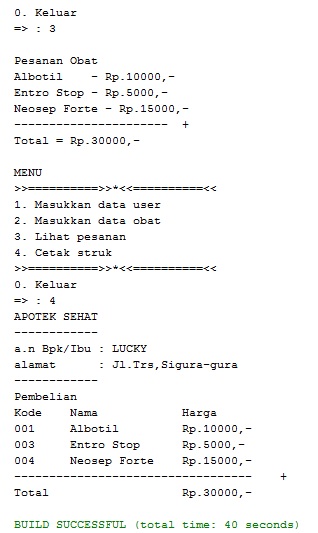 0. Keluar
=> : 3
Pesanan Obat
Albotil    - Rp.10000,-
Entro Stop - Rp.5000,-
Neosep Forte - Rp.15000,-
----------------------  +
Total = Rp.30000,-
MENU
>>==========>>*<<==========<<
1. Masukkan data user
2. Masukkan data obat
3. Lihat pesanan
4. Cetak struk
>>==========>>*<<==========<<
0. Keluar
=> : 4
APOTEK SEHAT
------------
a.n Bpk/Ibu : LUCKY
alamat      : Jl.Trs,Sigura-gura
------------
Pembelian
Kode    Nama            Harga
001     Albotil         Rp.10000,-
003     Entro Stop      Rp.5000,-
004     Neosep Forte    Rp.15000,-
----------------------------------    +
Total                   Rp.30000,-
BUILD SUCCESSFUL (total time: 40 seconds)